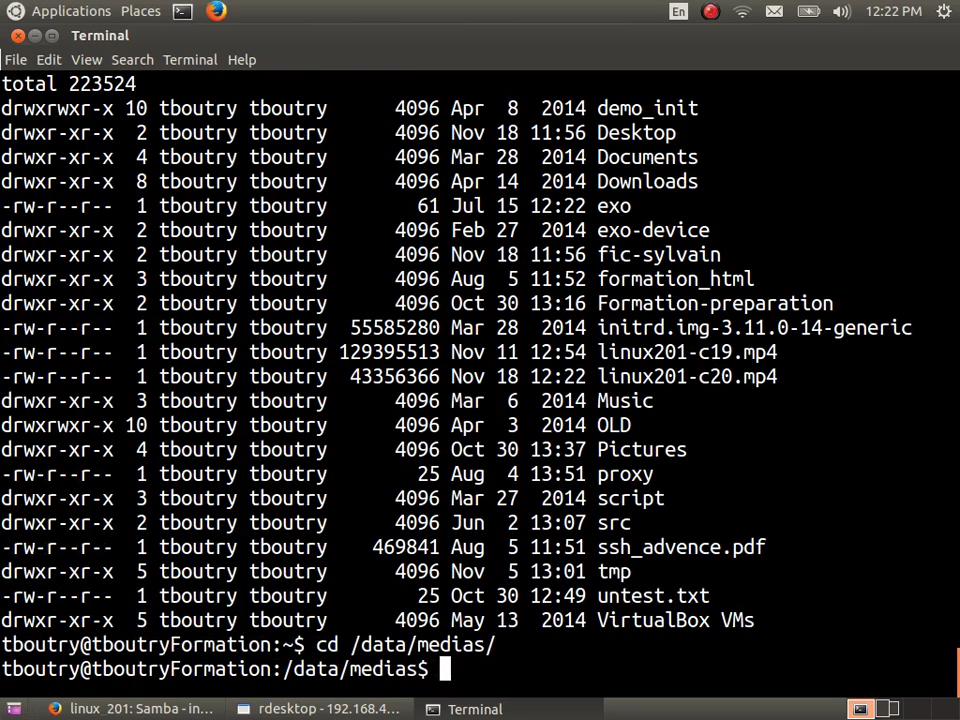 Applications Places En 12:22 PM
Terminal
File Edit View Search Terminal Help
total 223524
drwxrwxr-x 10 tboutry tboutry 4096 Apr 8 2014 demo_init
drwxr-xr-x 2 tboutry tboutry 4096 Nov 18 11:56 Desktop
drwxr-xr-x 4 tboutry tboutry 4096 Mar 28 2014 Documents
drwxr-xr-x 8 tboutry tboutry 4096 Apr 14 2014 Downloads
-rw-r--r-- 1 tboutry tboutry 61 Jul 15 12:22 exo
drwxr-xr-x 2 tboutry tboutry 4096 Feb 27 2014 exo-device
drwxr-xr-x 2 tboutry tboutry 4096 Nov 18 11:56 fic-sylvain
drwxr-xr-x 3 tboutry tboutry 4096 Aug 5 11:52 formation_html
drwxr-xr-x 2 tboutry tboutry 4096 Oct 30 13:16 Formation-preparation
-rw-r--r-- 1 tboutry tboutry 55585280 Mar 28 2014 initrd.img-3.11.0-14-generic
-rw-r--r-- 1 tboutry tboutry 129395513 Nov 11 12:54 linux201-c19.mp4
-rw-r--r-- 1 tboutry tboutry 43356366 Nov 18 12:22 linux201-c20.mp4
drwxr-xr-x 3 tboutry tboutry 4096 Mar 6 2014 Music
drwxrwxr-x 10 tboutry tboutry 4096 Apr 3 2014 OLD
drwxr-xr-x 4 tboutry tboutry 4096 Oct 30 13:37 Pictures
-rw-r--r-- 1 tboutry tboutry 25 Aug 4 13:51 proxy
drwxr-xr-x 3 tboutry tboutry 4096 Mar 27 2014 script
drwxr-xr-x 2 tboutry tboutry 4096 Jun 2 13:07 src
-rw-r--r-- 1 tboutry tboutry 469841 Aug 5 11:51 ssh_advence.pdf
drwxr-xr-x 5 tboutry tboutry 4096 Nov 5 13:01 tmp
-rw-r--r-- 1 tboutry tboutry 25 Oct 30 12:49 untest.txt
drwxr-xr-x 5 tboutry tboutry 4096 May 13 2014 VirtualBox VMs
tboutry@tboutryFormation:~$ cd /data/medias/
tboutry@tboutryFormation:/data/medias$
linux_201: Samba - in... rdesktop - 192.168.4... Terminal